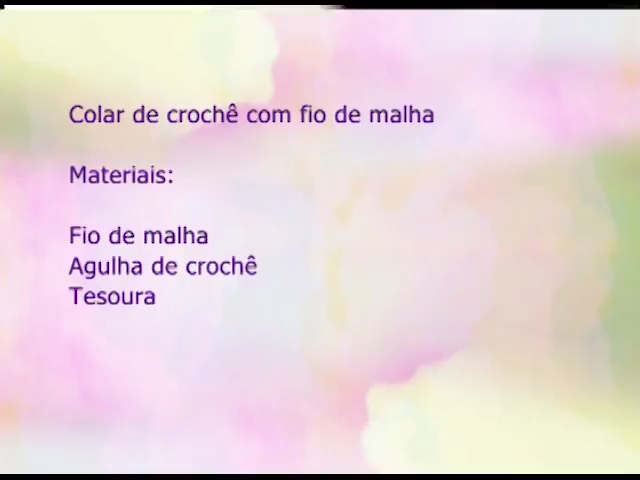 Colar de crochê com fio de malha
Materiais:
Fio de malha
Agulha de crochê
Tesoura